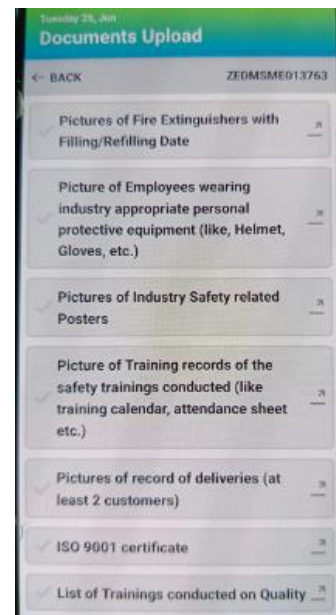 Tuesday 26, Jun
Documents Upload
← BACK
ZEDMSME013763
Pictures of Fire Extinguishers with
Filling/Refilling Date
Picture of Employees wearing
industry appropriate personal
protective equipment (like, Helmet,
Gloves, etc.)
Pictures of Industry Safety related
Posters
Picture of Training records of the
safety trainings conducted (like
training calendar, attendance sheet
etc.)
Pictures of record of deliveries (at
least 2 customers)
ISO 9001 certificate
List of Trainings conducted on Quality